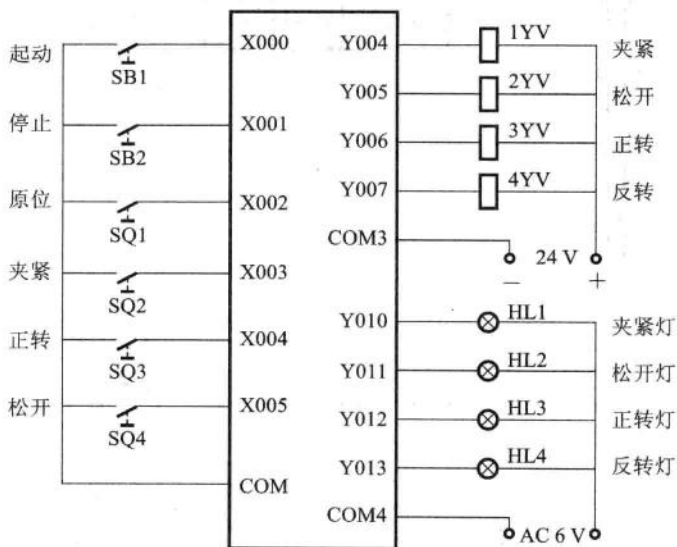 起动
SB1
X000
停止
SB2
X001
原位
SQ1
X002
夹紧
SQ2
X003
正转
SQ3
X004
松开
SQ4
X005
COM
Y004
1YV
夹紧
Y005
2YV
松开
Y006
3YV
正转
Y007
4YV
反转
COM3
— 24 V +
Y010
HL1
夹紧灯
Y011
HL2
松开灯
Y012
HL3
正转灯
Y013
HL4
反转灯
COM4
AC 6 V